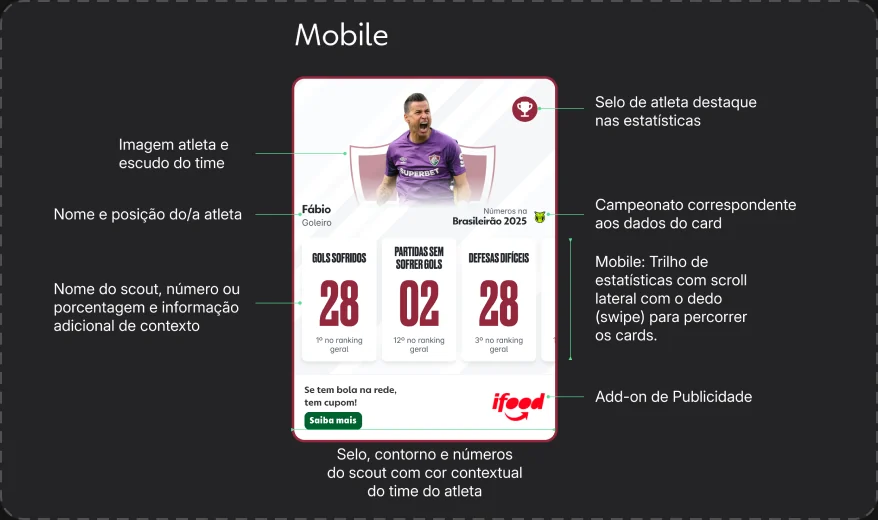 Mobile
Selo de atleta destaque
nas estatísticas
Imagem atleta e
escudo do time
SUPERBET
Nome e posição do/a atleta
Fábio
Goleiro
Números na
Brasileirão 2025
Campeonato correspondente
aos dados do card
Nome do scout, número ou
porcentagem e informação
adicional de contexto
GOLS SOFRIDOS
28
1º no ranking
geral
PARTIDAS SEM
SOFRER GOLS
02
12º no ranking
geral
DEFESAS DIFÍCEIS
28
3º no ranking
geral
Mobile: Trilho de
estatísticas com scroll
lateral com o dedo
(swipe) para percorrer
os cards.
Se tem bola na rede,
tem cupom!
Saiba mais
ifood
Add-on de Publicidade
Selo, contorno e números
do scout com cor contextual
do time do atleta